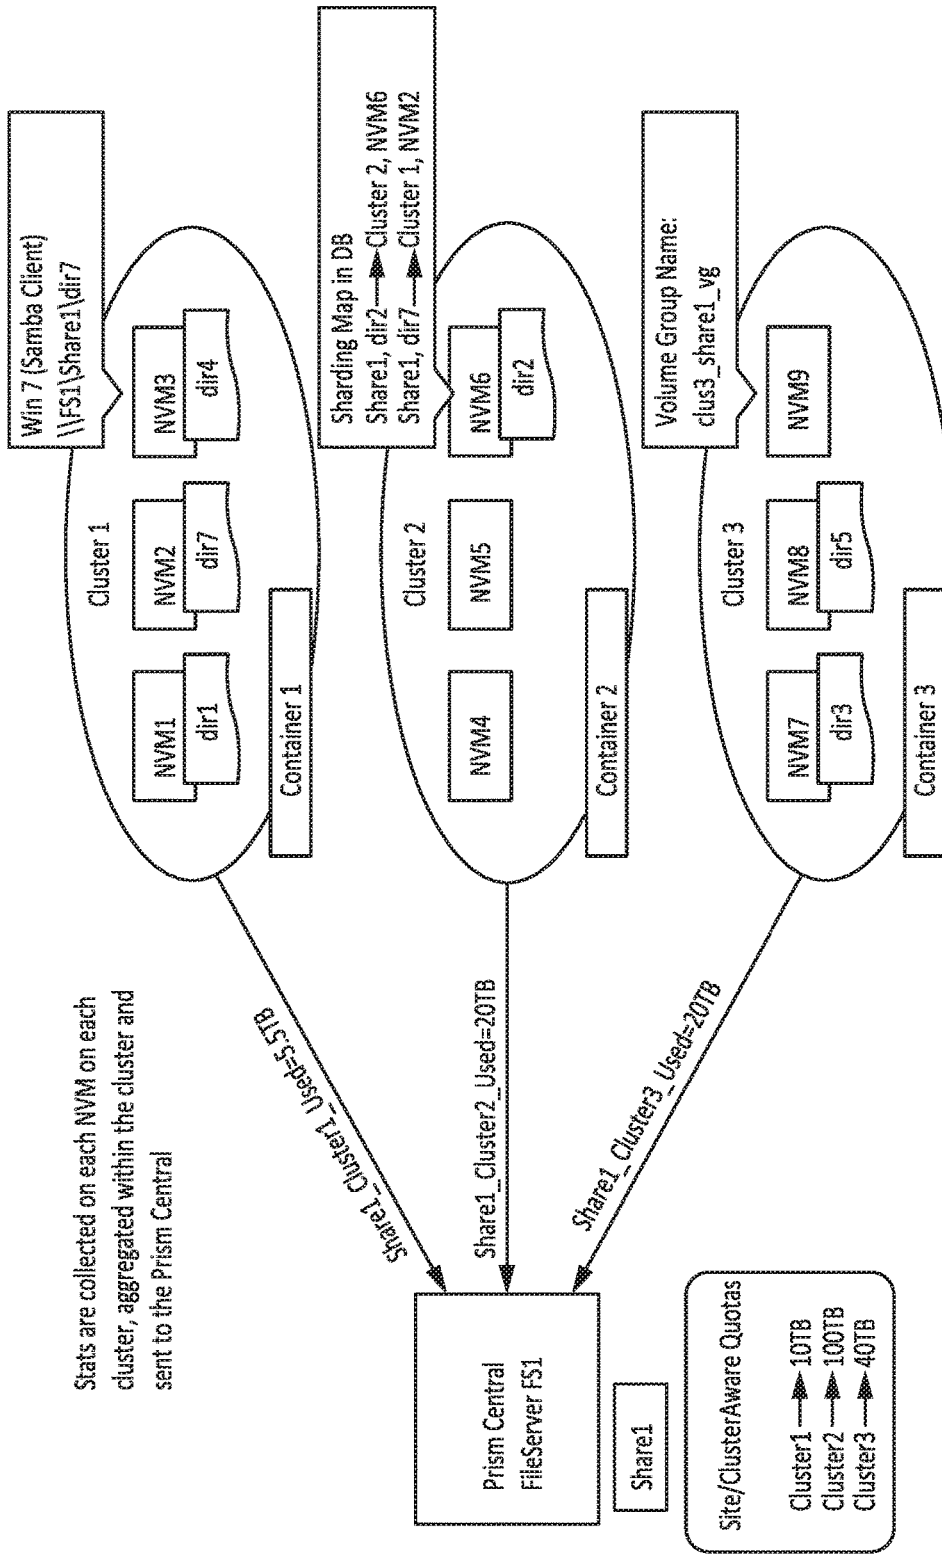 Stats are collected on each NVM on each
cluster, aggregated within the cluster and
sent to the Prism Central
Prism Central
FileServer FS1
Share1
Site/ClusterAware Quotas
Cluster1 → 10TB
Cluster2 → 100TB
Cluster3 → 40TB
Share1_Cluster1_Used=5.5TB
Share1_Cluster2_Used=20TB
Share1_Cluster3_Used=20TB
Cluster 1
NVM1
dir1
NVM2
dir7
NVM3
dir4
Container 1
Win 7 (Samba Client)
\\FS1\Share1\dir7
Cluster 2
NVM4
NVM5
NVM6
dir2
Container 2
Sharding Map in DB
Share1, dir2 → Cluster 2, NVM6
Share1, dir7 → Cluster 1, NVM2
Cluster 3
NVM7
dir3
NVM8
dir5
NVM9
Container 3
Volume Group Name:
clus3_share1_vg